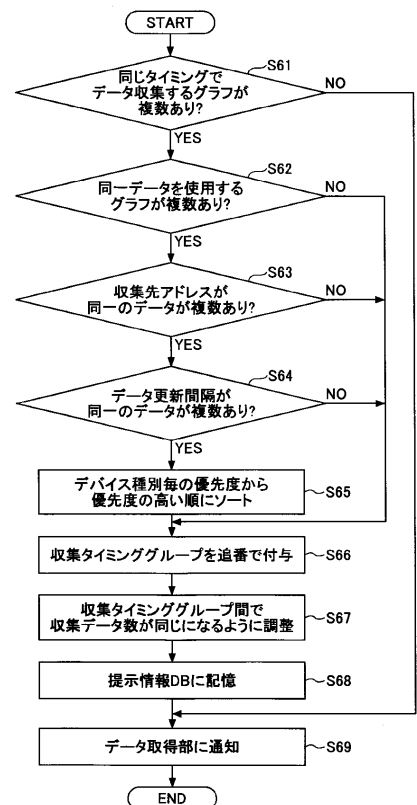 START
S61
同じタイミングで
データ収集するグラフが
複数あり?
NO
YES
S62
同一データを使用する
グラフが複数あり?
NO
YES
S63
収集先アドレスが
同一のデータが複数あり?
NO
YES
S64
データ更新間隔が
同一のデータが複数あり?
NO
YES
デバイス種別毎の優先度から
優先度の高い順にソート
S65
収集タイミンググループを追番で付与
S66
収集タイミンググループ間で
収集データ数が同じになるように調整
S67
提示情報DBに記憶
S68
データ取得部に通知
S69
END